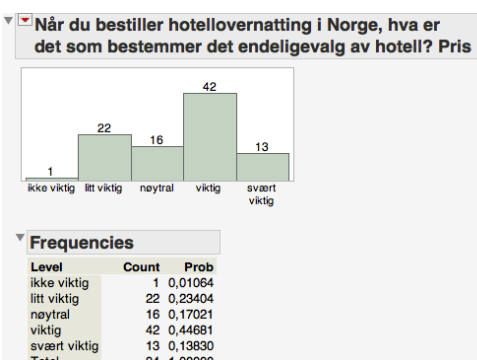 Når du bestiller hotellovernatting i Norge, hva er
det som bestemmer det endeligevalg av hotell? Pris
1
22
16
42
13
ikke viktig litt viktig nøytral viktig svært
viktig
Frequencies
Level Count Prob
ikke viktig 1 0,01064
litt viktig 22 0,23404
nøytral 16 0,17021
viktig 42 0,44681
svært viktig 13 0,13830